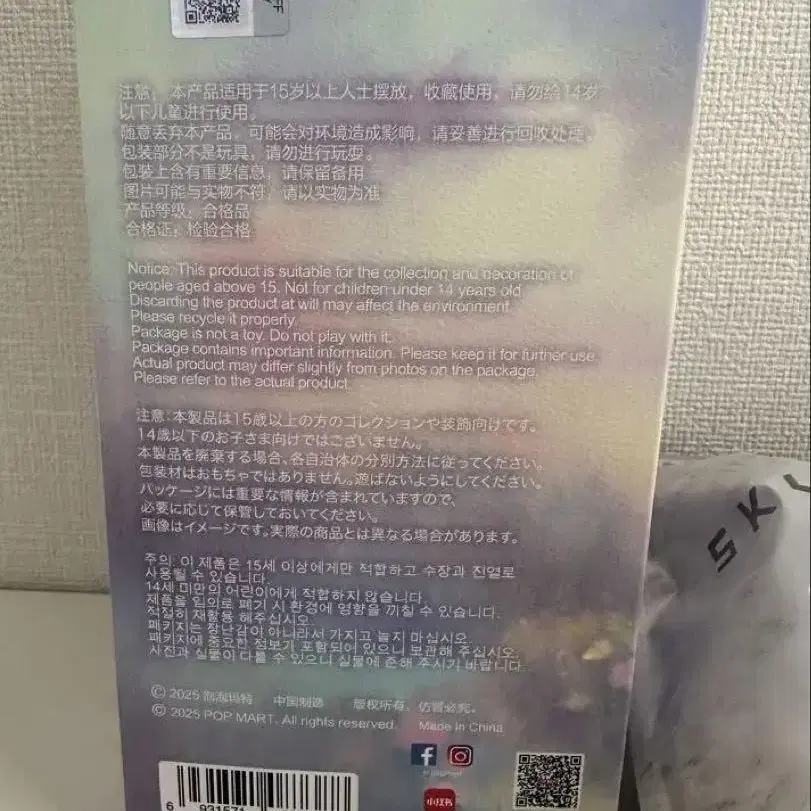 注意：本产品适用于15岁以上人士摆放，收藏使用，请勿给14岁
以下儿童进行使用。
随意丢弃本产品，可能会对环境造成影响，请妥善进行回收处理。
包装部分不是玩具，请勿进行玩耍。
包装上含有重要信息，请保留备用
图片可能与实物不符，请以实物为准
产品等级：合格品
合格证：检验合格
Notice: This product is suitable for the collection and decoration of
people aged above 15. Not for children under 14 years old
Discarding the product at will may affect the environment.
Please recycle it properly.
Package is not a toy. Do not play with it.
Package contains important information. Please keep it for further use.
Actual product may differ slightly from photos on the package.
Please refer to the actual product.
注意：本製品は15歳以上の方のコレクションや装飾向けです。
14歳以下のお子さま向けではございません。
本製品を廃棄する場合、各自治体の分別方法に従ってください。
包装材はおもちゃではありません。遊ばないようにしてください。
パッケージには重要な情報が含まれていますので、
必要に応じて保管しておいてください。
画像はイメージです。実際の商品とは異なる場合があります。
주의: 이 제품은 15세 이상에게만 적합하고 수장과 진열로
사용될 수 있습니다.
14세 미만의 어린이에게 적합하지 않습니다.
제품을 임의로 폐기 시 환경에 영향을 끼칠 수 있습니다.
적절히 재활용 해주십시오.
패키지는 장난감이 아니라서 가지고 놀지 마십시오.
패키지에 중요한 정보가 포함되어 있으니 보관해 주십시오.
사진과 실물이 다를 수 있으니 실물에 준해 주시기 바랍니다.
© 2025 泡泡玛特 中国制造 版权所有，仿冒必究。
© 2025 POP MART. All rights reserved. Made in China
小红书
6 931571
SKY